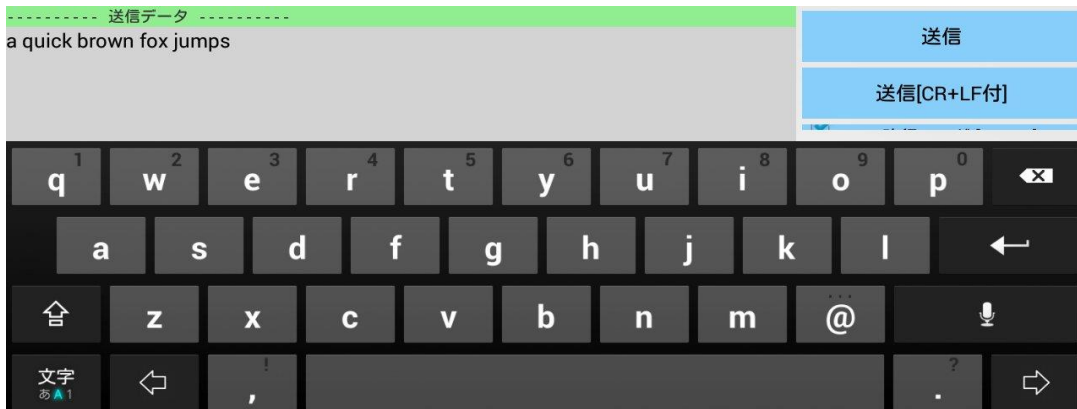 ---------- 送信データ ----------
a quick brown fox jumps
送信
送信[CR+LF付]
q 1 w 2 e 3 r 4 t 5 y 6 u 7 i 8 o 9 p 0
a s d f g h j k l
z x c v b n m @ ...
文字 , ! . ?
あA1